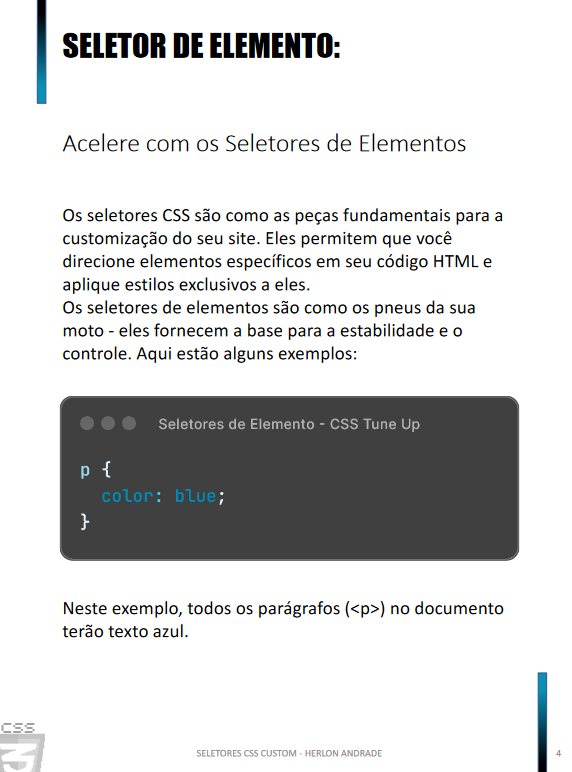 SELETOR DE ELEMENTO:
Acelere com os Seletores de Elementos
Os seletores CSS são como as peças fundamentais para a
customização do seu site. Eles permitem que você
direcione elementos específicos em seu código HTML e
aplique estilos exclusivos a eles.
Os seletores de elementos são como os pneus da sua
moto - eles fornecem a base para a estabilidade e o
controle. Aqui estão alguns exemplos:
Seletores de Elemento - CSS Tune Up
p {
  color: blue;
}
Neste exemplo, todos os parágrafos (<p>) no documento
terão texto azul.
CSS
3
SELETORES CSS CUSTOM - HERLON ANDRADE
4